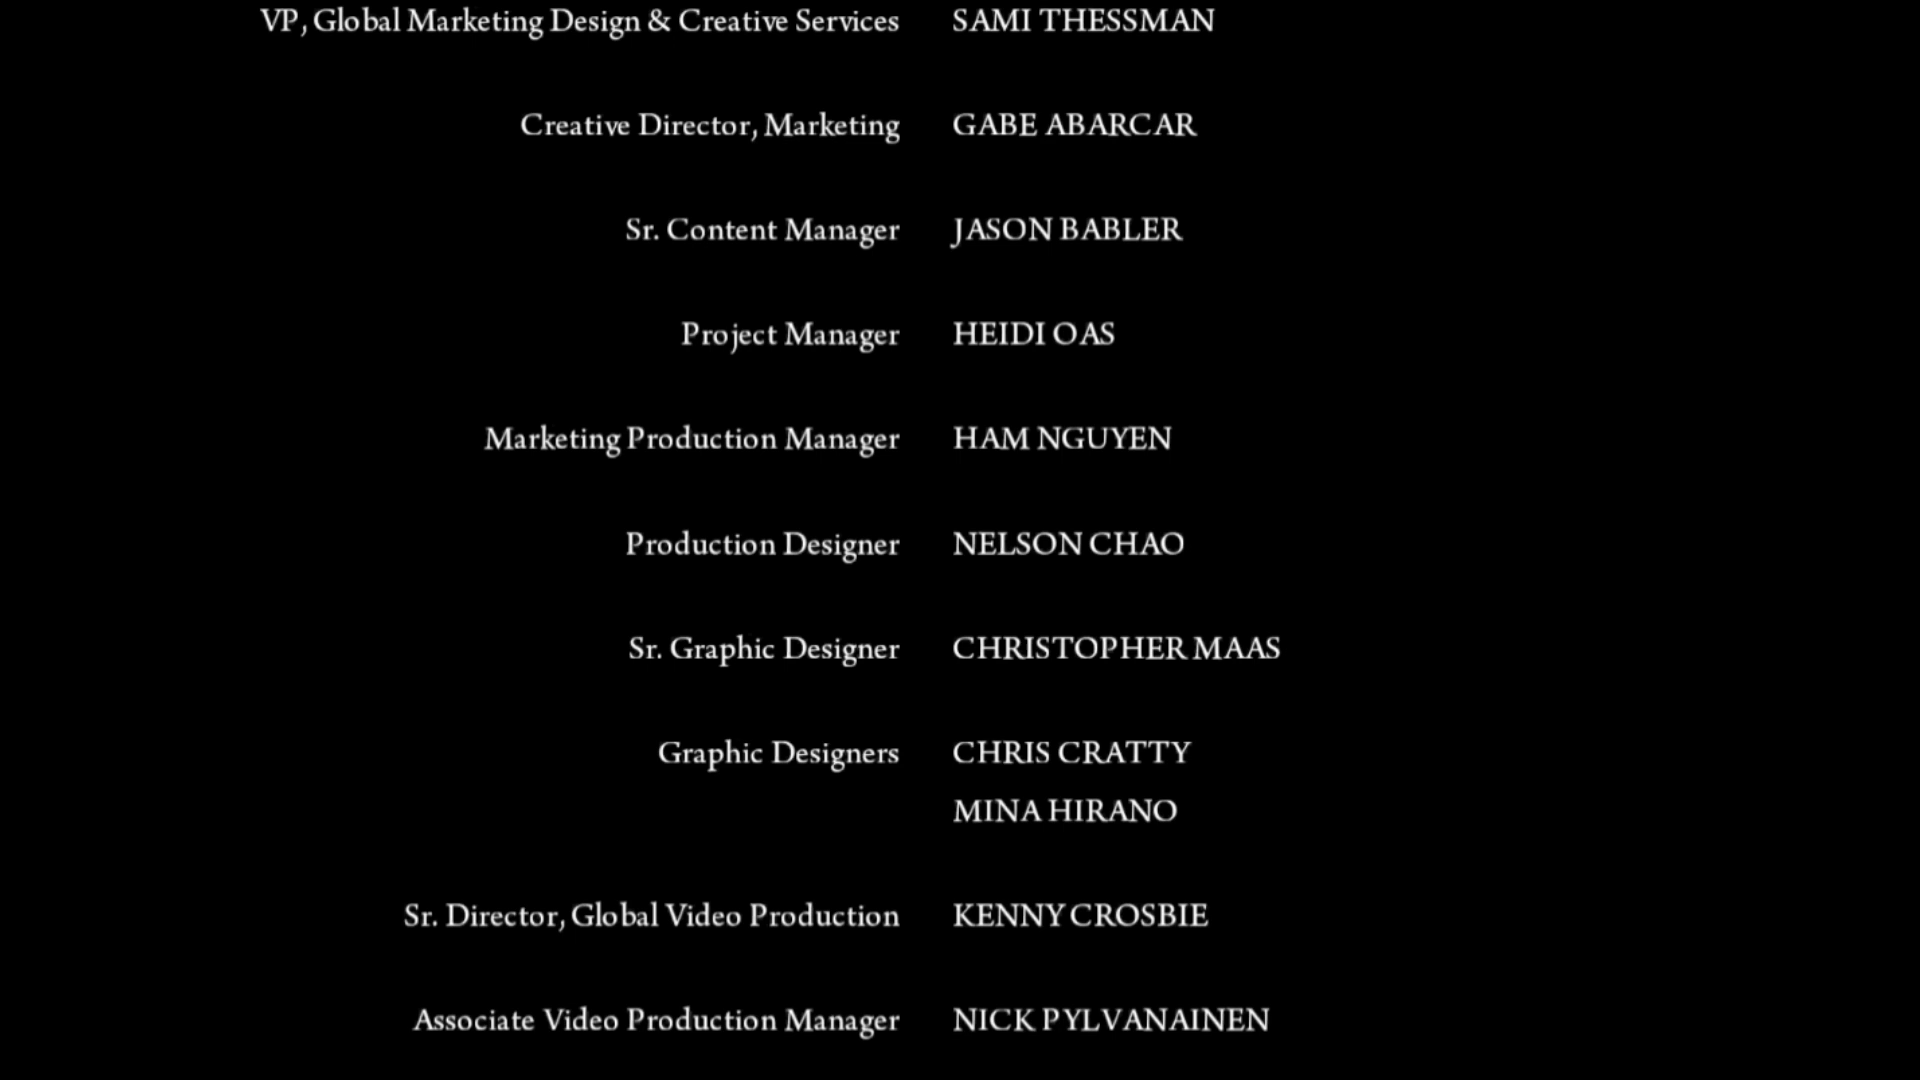 VP, Global Marketing Design & Creative Services SAMI THESSMAN
Creative Director, Marketing GABE ABARCAR
Sr. Content Manager JASON BABLER
Project Manager HEIDI OAS
Marketing Production Manager HAM NGUYEN
Production Designer NELSON CHAO
Sr. Graphic Designer CHRISTOPHER MAAS
Graphic Designers CHRIS CRATTY
MINA HIRANO
Sr. Director, Global Video Production KENNY CROSBIE
Associate Video Production Manager NICK PYLVANAINEN